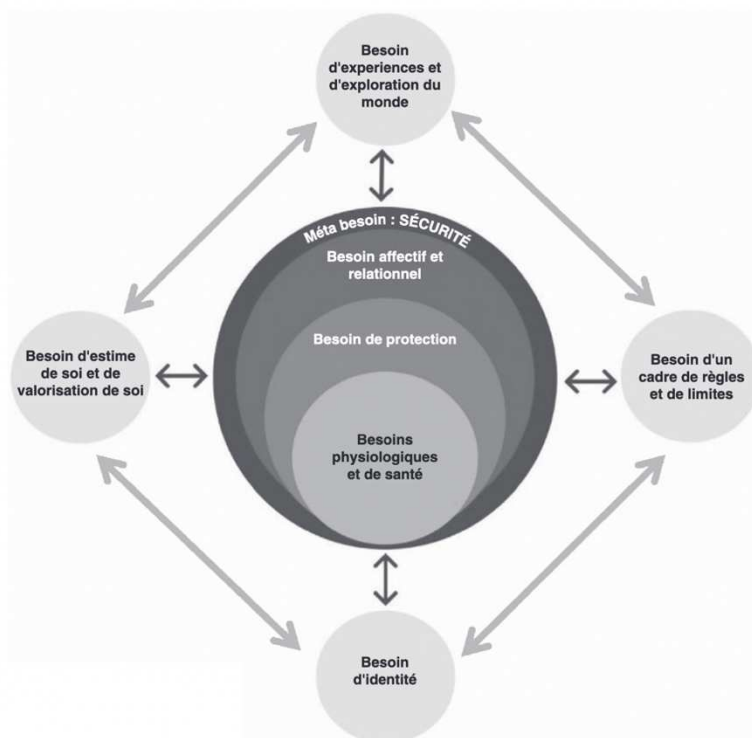 Besoin
d'experiences et
d'exploration du
monde
Méta besoin : SÉCURITÉ
Besoin affectif et
relationnel
Besoin de protection
Besoins
physiologiques
et de santé
Besoin d'estime
de soi et de
valorisation de soi
Besoin d'un
cadre de règles
et de limites
Besoin
d'identité